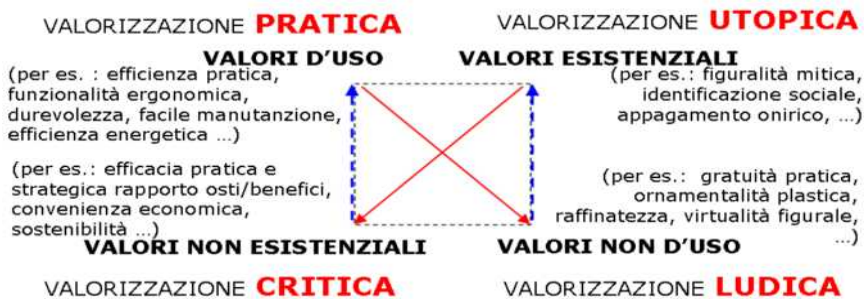 VALORIZZAZIONE PRATICA
VALORI D'USO
(per es. : efficienza pratica,
funzionalità ergonomica,
durevolezza, facile manutanzione,
efficienza energetica ...)
VALORIZZAZIONE UTOPICA
VALORI ESISTENZIALI
(per es.: figuralità mitica,
identificazione sociale,
appagamento onirico, ...)
(per es.: efficacia pratica e
strategica rapporto osti/benefici,
convenienza economica,
sostenibilità ...)
VALORI NON ESISTENZIALI
VALORIZZAZIONE CRITICA
(per es.: gratuità pratica,
ornamentalità plastica,
raffinatezza, virtualità figurale,
...)
VALORI NON D'USO
VALORIZZAZIONE LUDICA